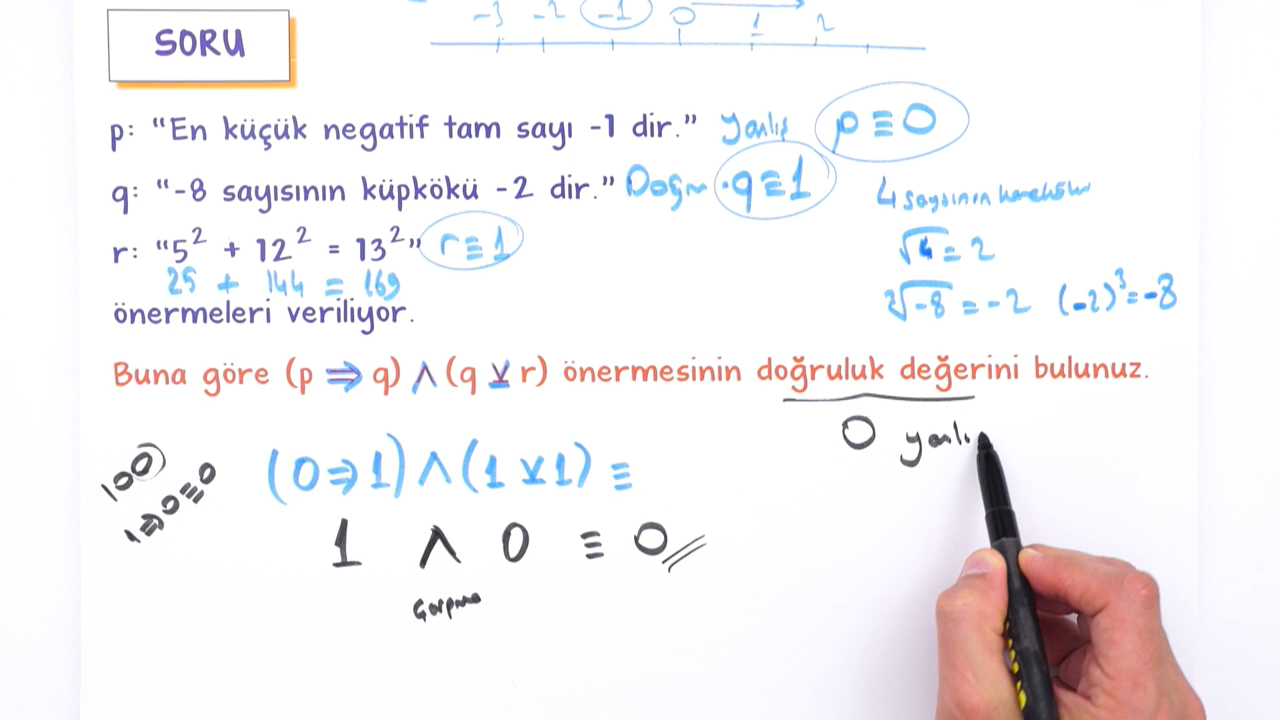 -3 -2 -1 0 1 2
SORU
p: “En küçük negatif tam sayı -1 dir.” Yanlış p ≡ 0
q: “-8 sayısının küpkökü -2 dir.” Doğru q ≡ 1
4 sayısının karekökü
r: “5² + 12² = 13²” r ≡ 1
√4 = 2
25 + 144 = 169
³√-8 = -2 (-2)³ = -8
önermeleri veriliyor.
Buna göre (p ⇒ q) ∧ (q ⊻ r) önermesinin doğruluk değerini bulunuz.
0 yanlı
100
1⇒0≡0
(0⇒1) ∧ (1 ⊻ 1) ≡
1 ∧ 0 ≡ 0
Çarpma